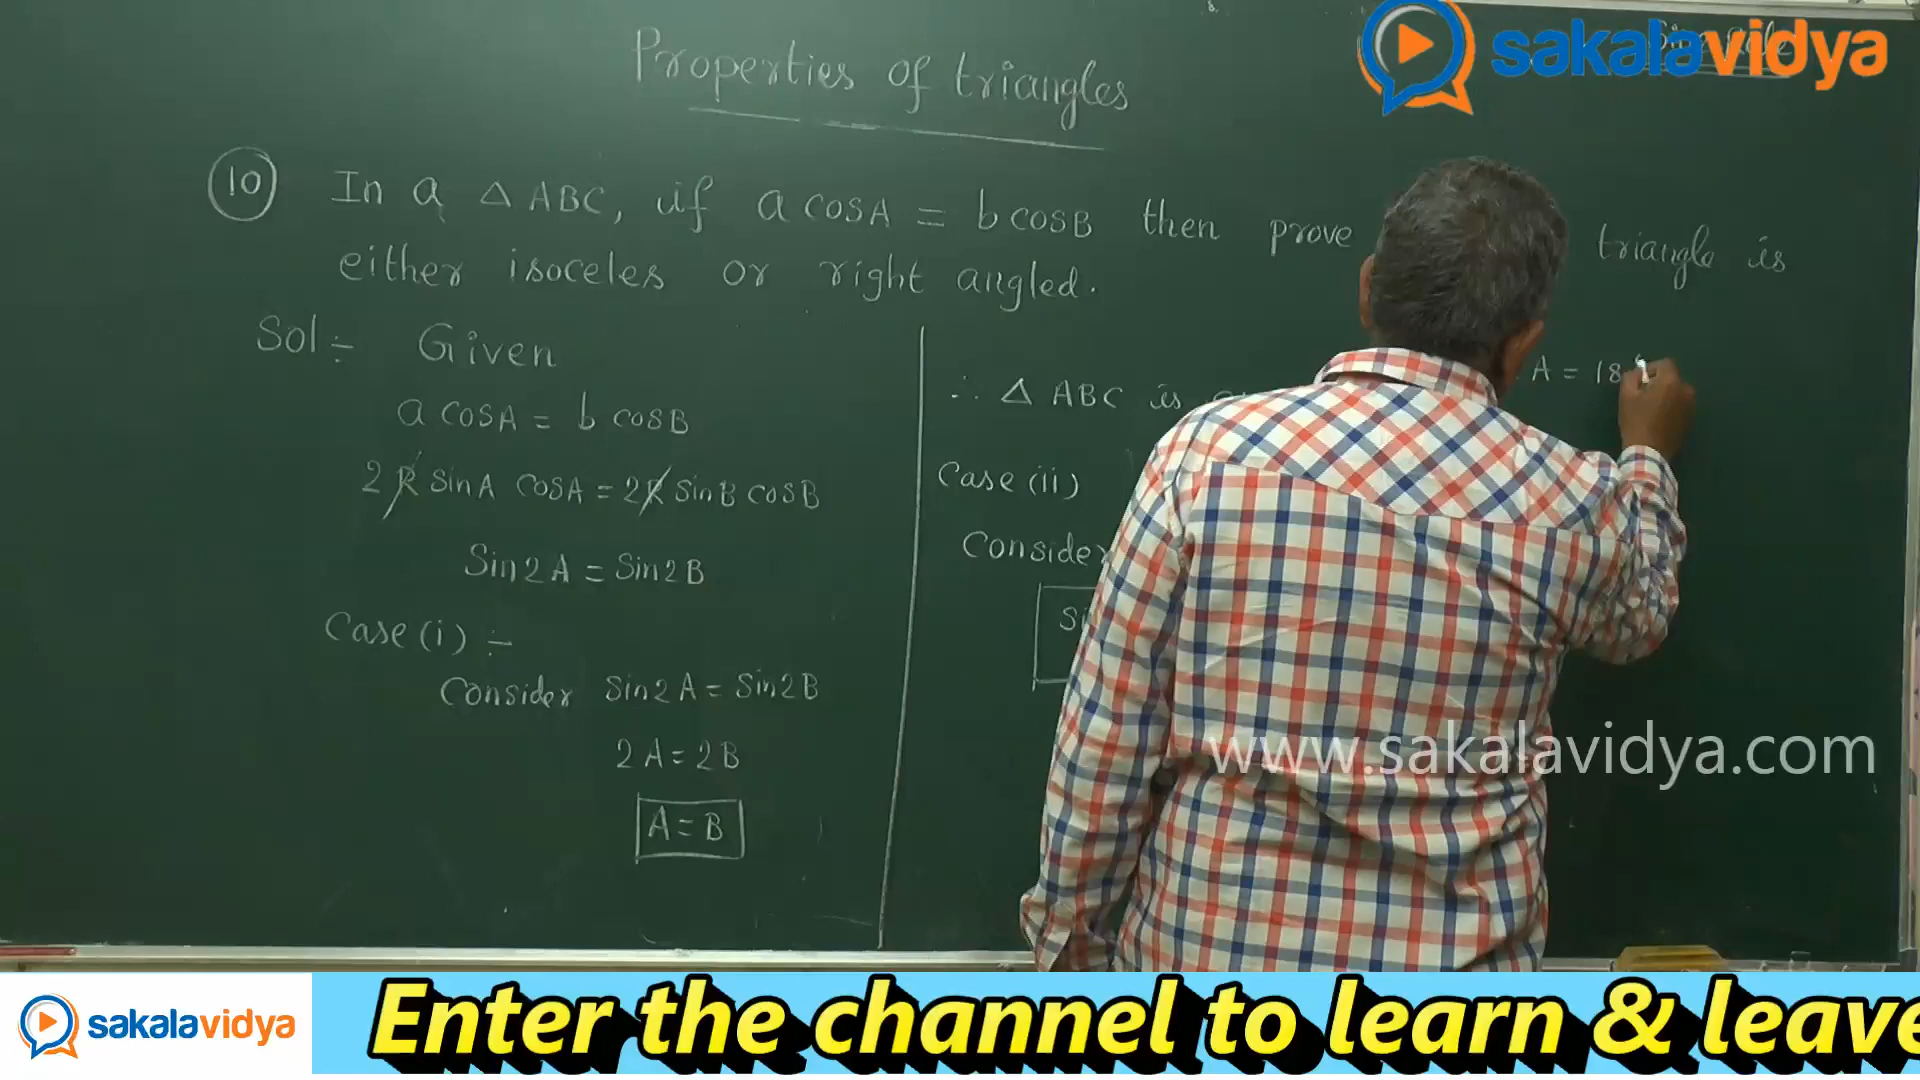 sakalavidya
Properties of triangles
10 In a △ ABC, if a cosA = b cosB then prove triangle is
either isoceles or right angled.
Sol ÷ Given
a cosA = b cosB
2R sinA cosA = 2R sinB cosB
Sin2A = Sin2B
Case (i) ÷
Consider Sin2A = Sin2B
2A = 2B
A = B
∴ △ ABC is
Case (ii)
Consider
A = 18
www.sakalavidya.com
sakalavidya
Enter the channel to learn & leave